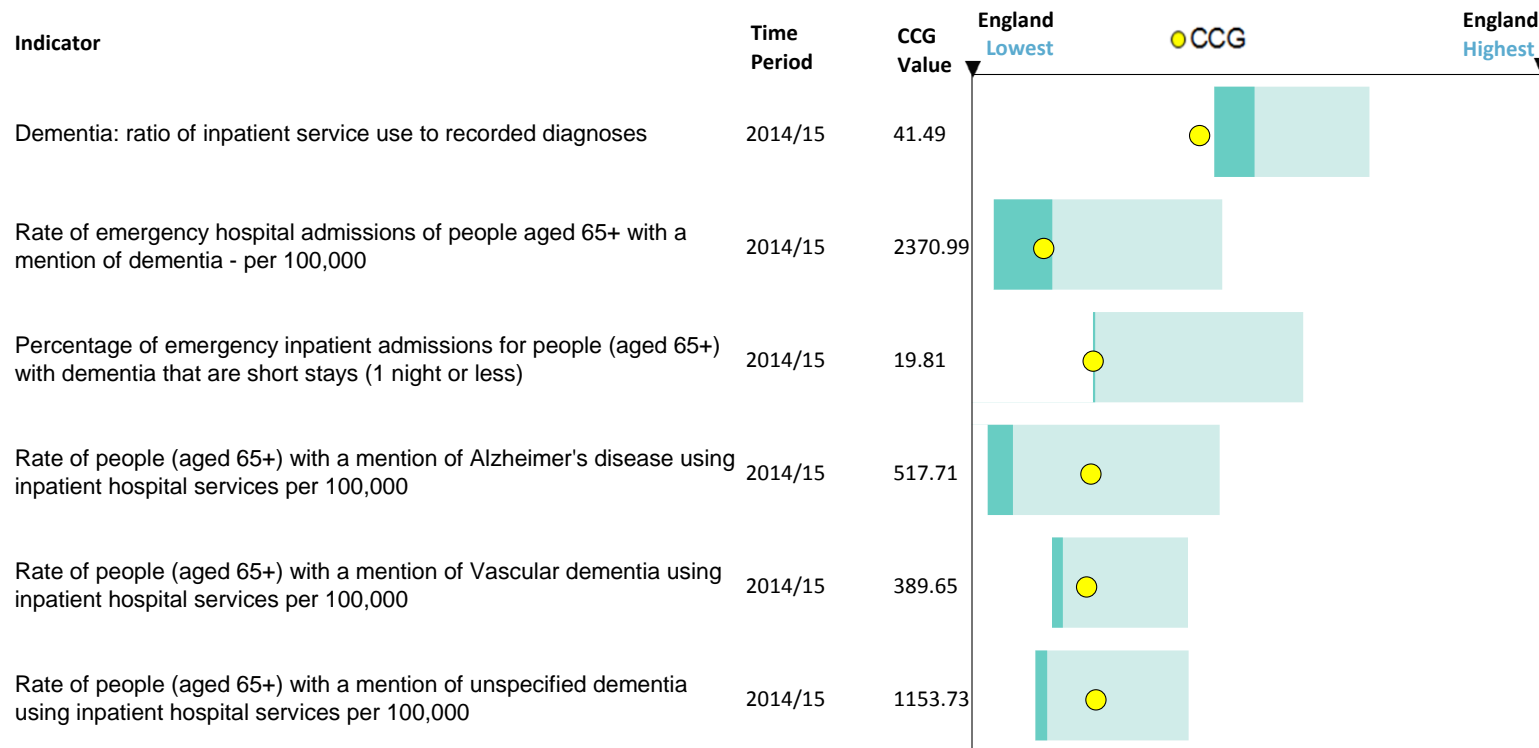 Indicator
Time
Period
CCG
Value
England
Lowest
CCG
England
Highest
Dementia: ratio of inpatient service use to recorded diagnoses 2014/15 41.49
Rate of emergency hospital admissions of people aged 65+ with a
mention of dementia - per 100,000
2014/15 2370.99
Percentage of emergency inpatient admissions for people (aged 65+)
with dementia that are short stays (1 night or less)
2014/15 19.81
Rate of people (aged 65+) with a mention of Alzheimer's disease using
inpatient hospital services per 100,000
2014/15 517.71
Rate of people (aged 65+) with a mention of Vascular dementia using
inpatient hospital services per 100,000
2014/15 389.65
Rate of people (aged 65+) with a mention of unspecified dementia
using inpatient hospital services per 100,000
2014/15 1153.73